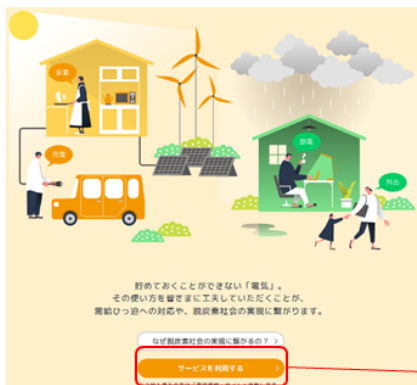 家事
充電
節電
外出
貯めておくことができない「電気」。
その使い方を皆さまに工夫していただくことが、
需給ひっ迫への対応や、脱炭素社会の実現に繋がります。
なぜ脱炭素社会の実現に繋がるのか？ >
サービスを利用する >